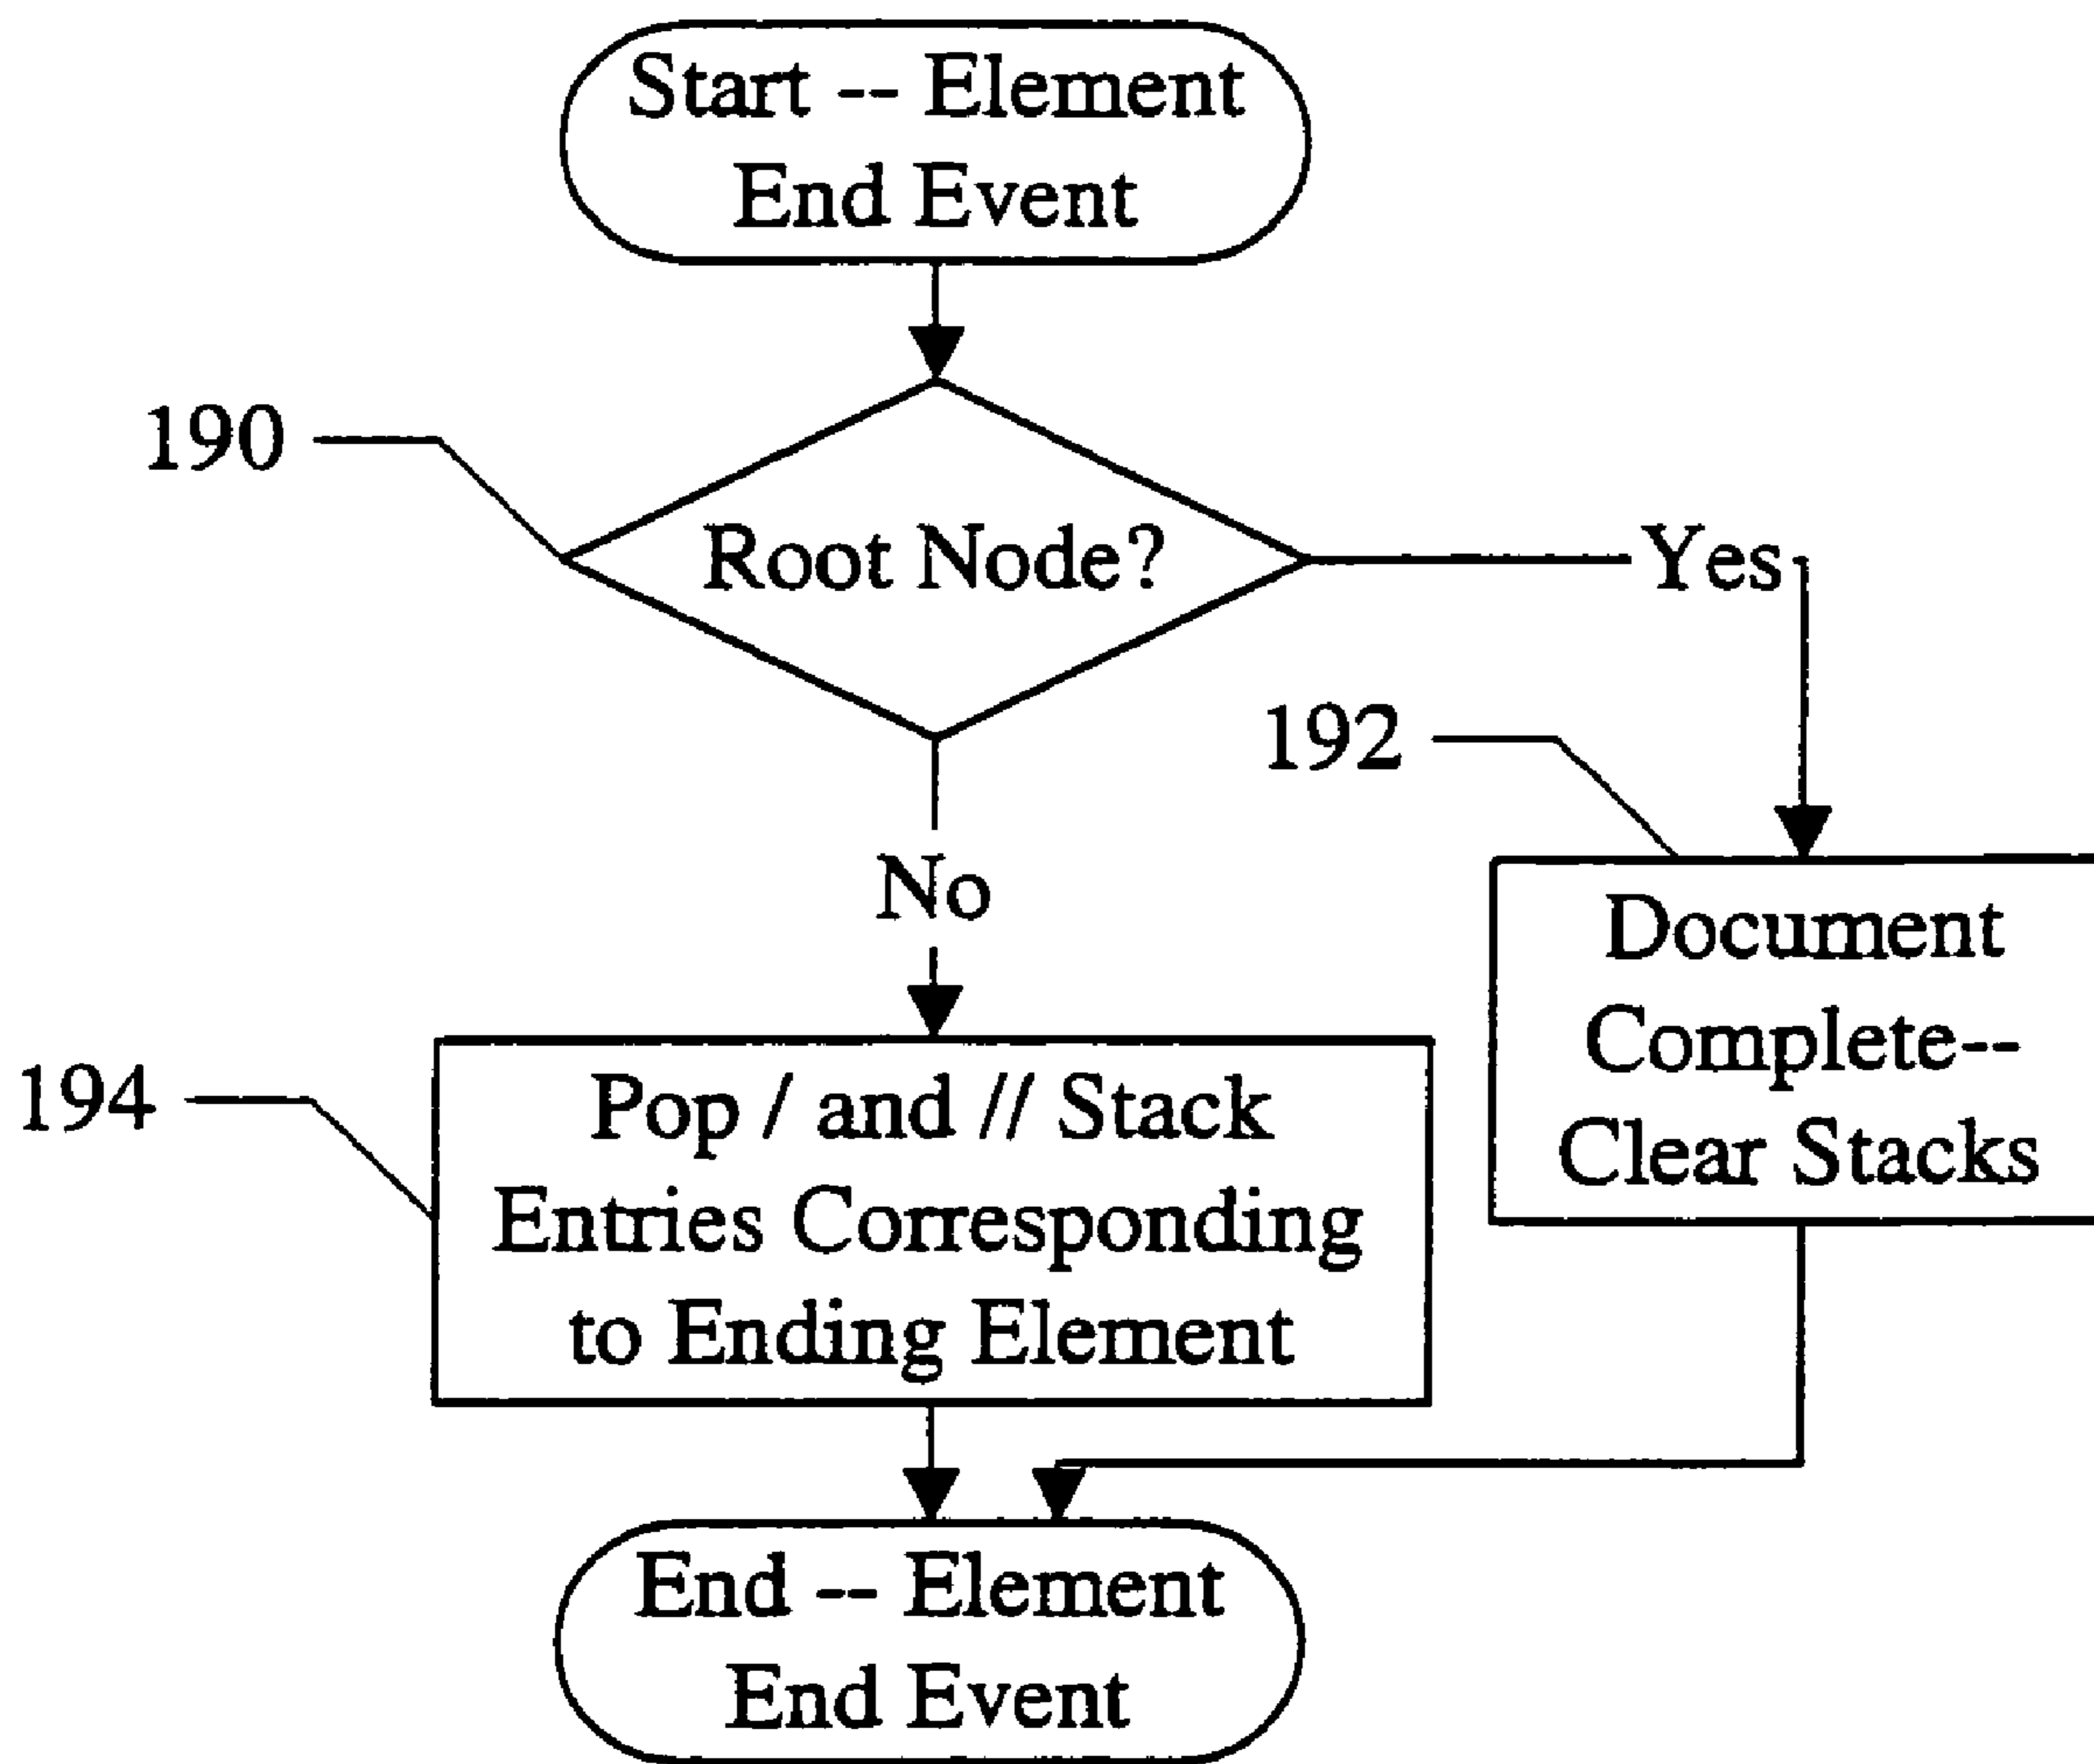 Start -- Element
End Event
190
Root Node?
Yes
192
No
Document
Complete--
Clear Stacks
194
Pop / and // Stack
Entries Corresponding
to Ending Element
End -- Element
End Event